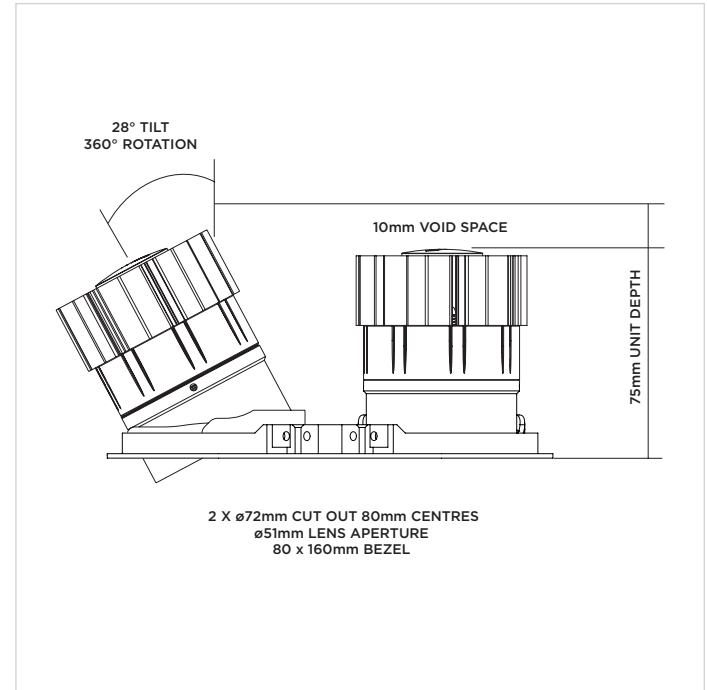 28° TILT
360° ROTATION
10mm VOID SPACE
75mm UNIT DEPTH
2 X ø72mm CUT OUT 80mm CENTRES
ø51mm LENS APERTURE
80 x 160mm BEZEL